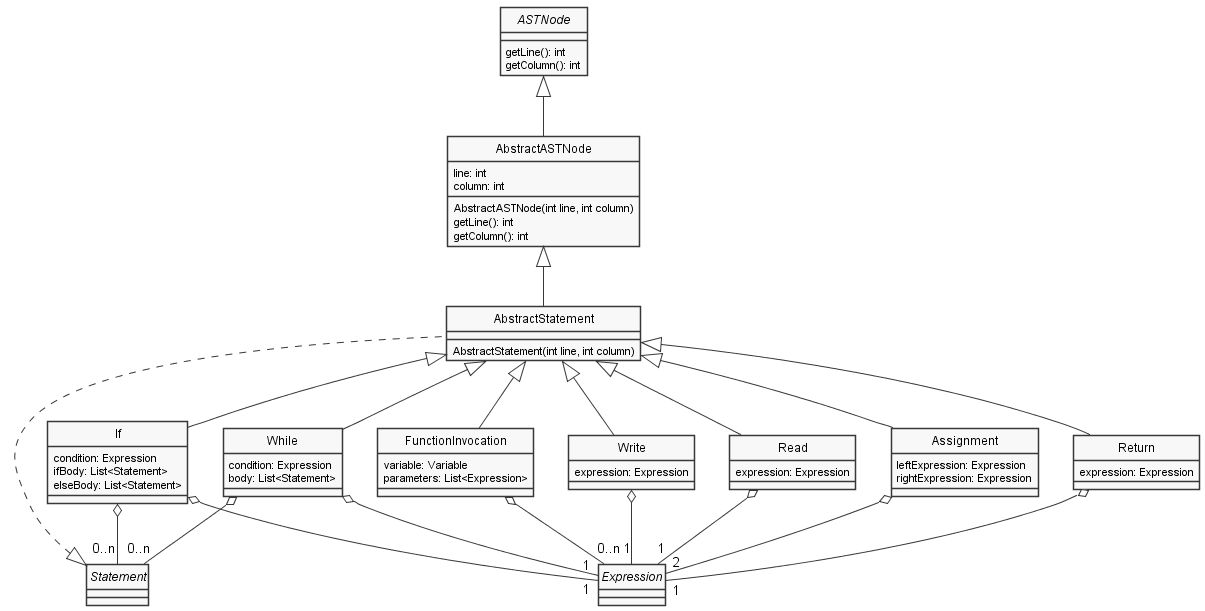 ASTNode
getLine(): int
getColumn(): int
AbstractASTNode
line: int
column: int
AbstractASTNode(int line, int column)
getLine(): int
getColumn(): int
AbstractStatement
AbstractStatement(int line, int column)
If
condition: Expression
ifBody: List<Statement>
elseBody: List<Statement>
While
condition: Expression
body: List<Statement>
FunctionInvocation
variable: Variable
parameters: List<Expression>
Write
expression: Expression
Read
expression: Expression
Assignment
leftExpression: Expression
rightExpression: Expression
Return
expression: Expression
0..n
0..n
0..n
1
1
1
2
1
1
Statement
Expression